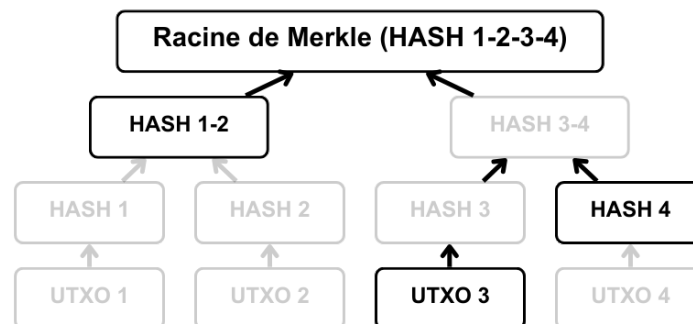 Racine de Merkle (HASH 1-2-3-4)
HASH 1-2
HASH 3-4
HASH 1
HASH 2
HASH 3
HASH 4
UTXO 1
UTXO 2
UTXO 3
UTXO 4